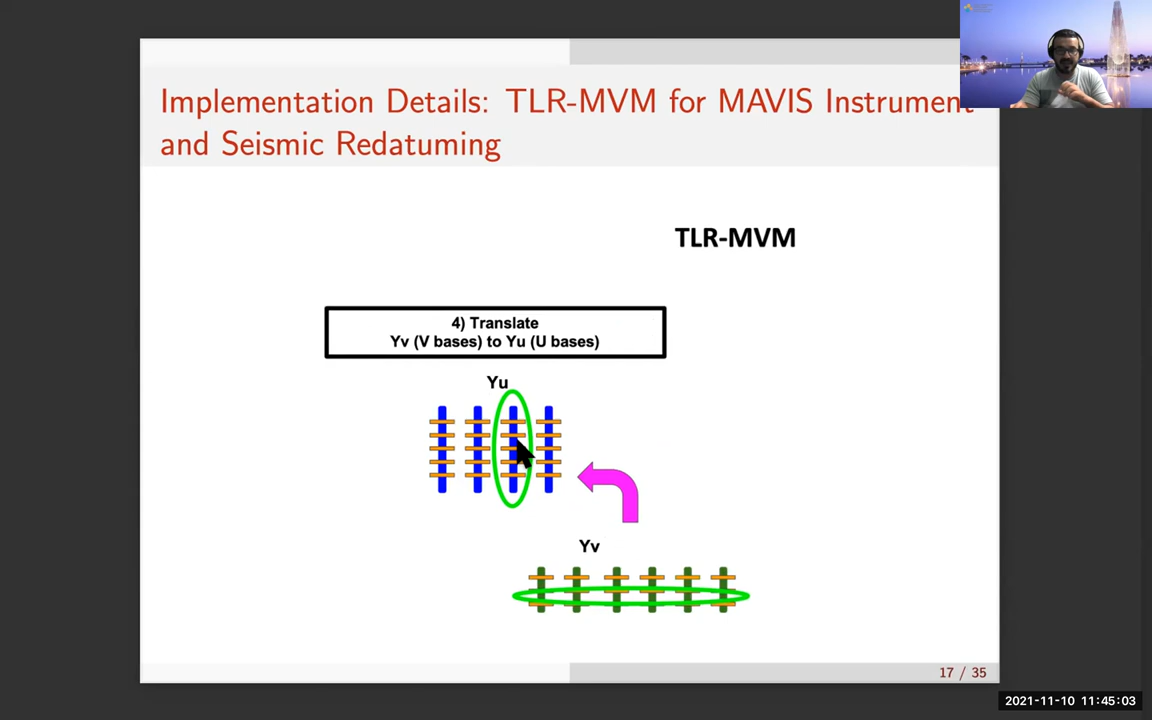 Implementation Details: TLR-MVM for MAVIS Instrument
and Seismic Redatuming
TLR-MVM
4) Translate
Yv (V bases) to Yu (U bases)
Yu
Yv
17 / 35
2021-11-10 11:45:03